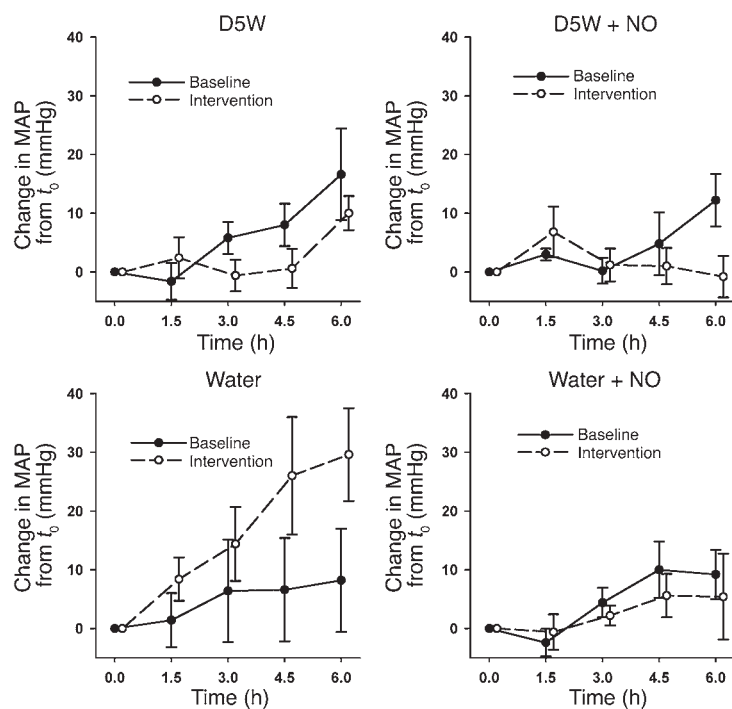 D5W
Change in MAP
from t0 (mmHg)
40
30
20
10
0
Baseline
Intervention
0.0 1.5 3.0 4.5 6.0
Time (h)
D5W + NO
Change in MAP
from t0 (mmHg)
40
30
20
10
0
Baseline
Intervention
0.0 1.5 3.0 4.5 6.0
Time (h)
Water
Change in MAP
from t0 (mmHg)
40
30
20
10
0
Baseline
Intervention
0.0 1.5 3.0 4.5 6.0
Time (h)
Water + NO
Change in MAP
from t0 (mmHg)
40
30
20
10
0
Baseline
Intervention
0.0 1.5 3.0 4.5 6.0
Time (h)